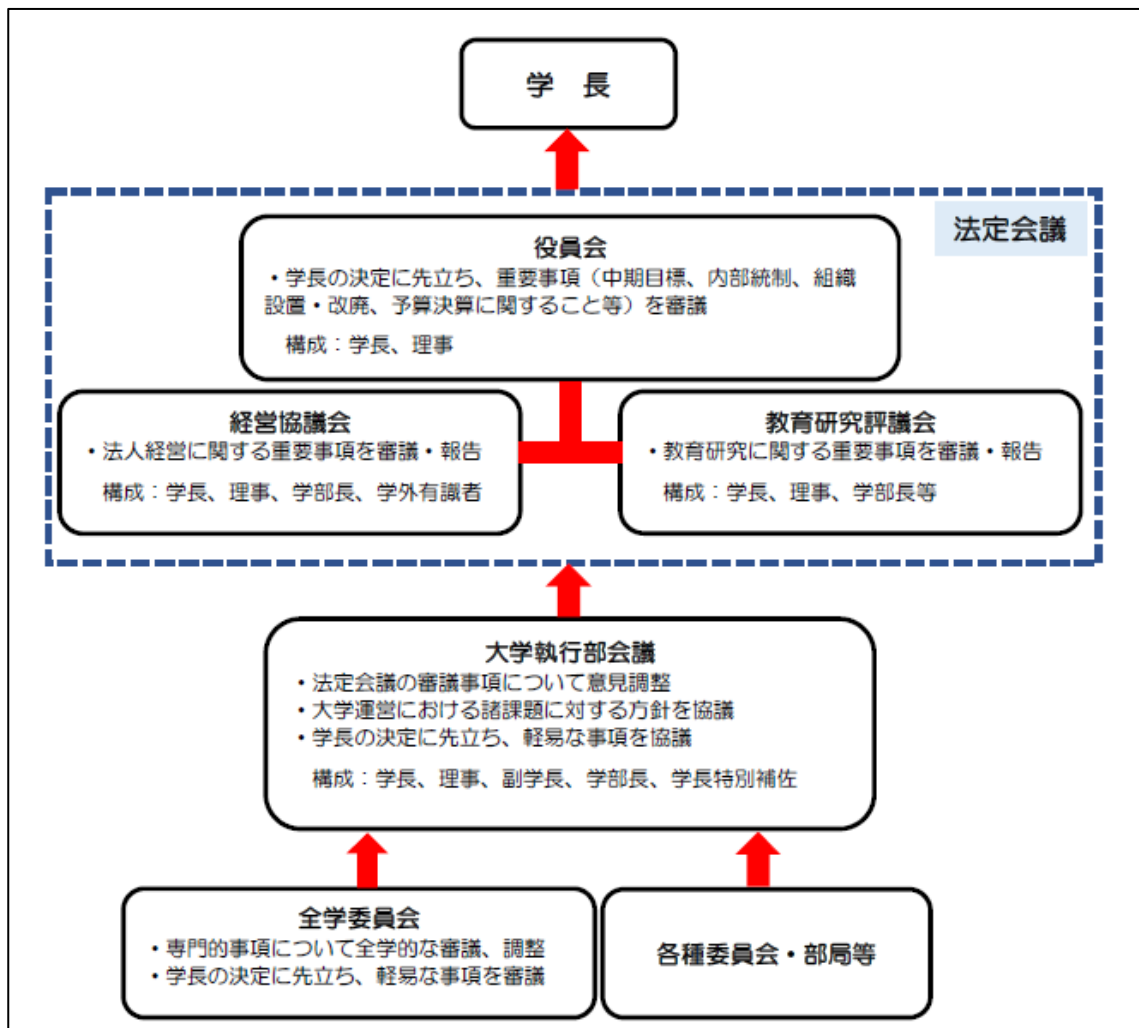 学　長
法定会議
役員会
・学長の決定に先立ち、重要事項（中期目標、内部統制、組織
設置・改廃、予算決算に関すること等）を審議
構成：学長、理事
経営協議会
・法人経営に関する重要事項を審議・報告
構成：学長、理事、学部長、学外有識者
教育研究評議会
・教育研究に関する重要事項を審議・報告
構成：学長、理事、学部長等
大学執行部会議
・法定会議の審議事項について意見調整
・大学運営における諸課題に対する方針を協議
・学長の決定に先立ち、軽易な事項を協議
構成：学長、理事、副学長、学部長、学長特別補佐
全学委員会
・専門的事項について全学的な審議、調整
・学長の決定に先立ち、軽易な事項を審議
各種委員会・部局等